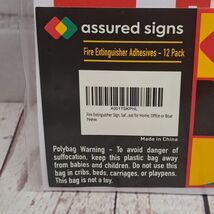 assured signs
Fire Extinguisher Adhesives - 12 Pack
Fire Extinguisher Sign, Saf...eal for Home, Office or Boat
Made in China
Polybag Warning - To avoid danger of
suffocation, keep this plastic bag away
from babies and children. Do not use this
bag in cribs, beds, carriages, or playpens.
This bag is not a toy.